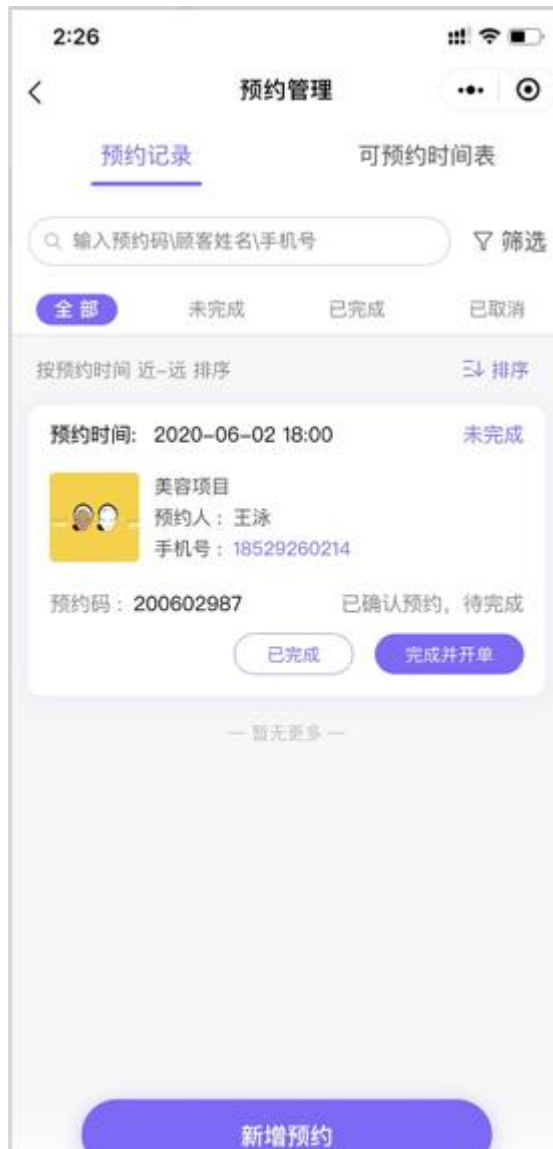 2:26
预约管理
预约记录 可预约时间表
输入预约码\顾客姓名\手机号 筛选
全部 未完成 已完成 已取消
按预约时间 近-远 排序 排序
预约时间: 2020-06-02 18:00 未完成
美容项目
预约人：王泳
手机号：18529260214
预约码：200602987 已确认预约，待完成
已完成 完成并开单
— 暂无更多 —
新增预约